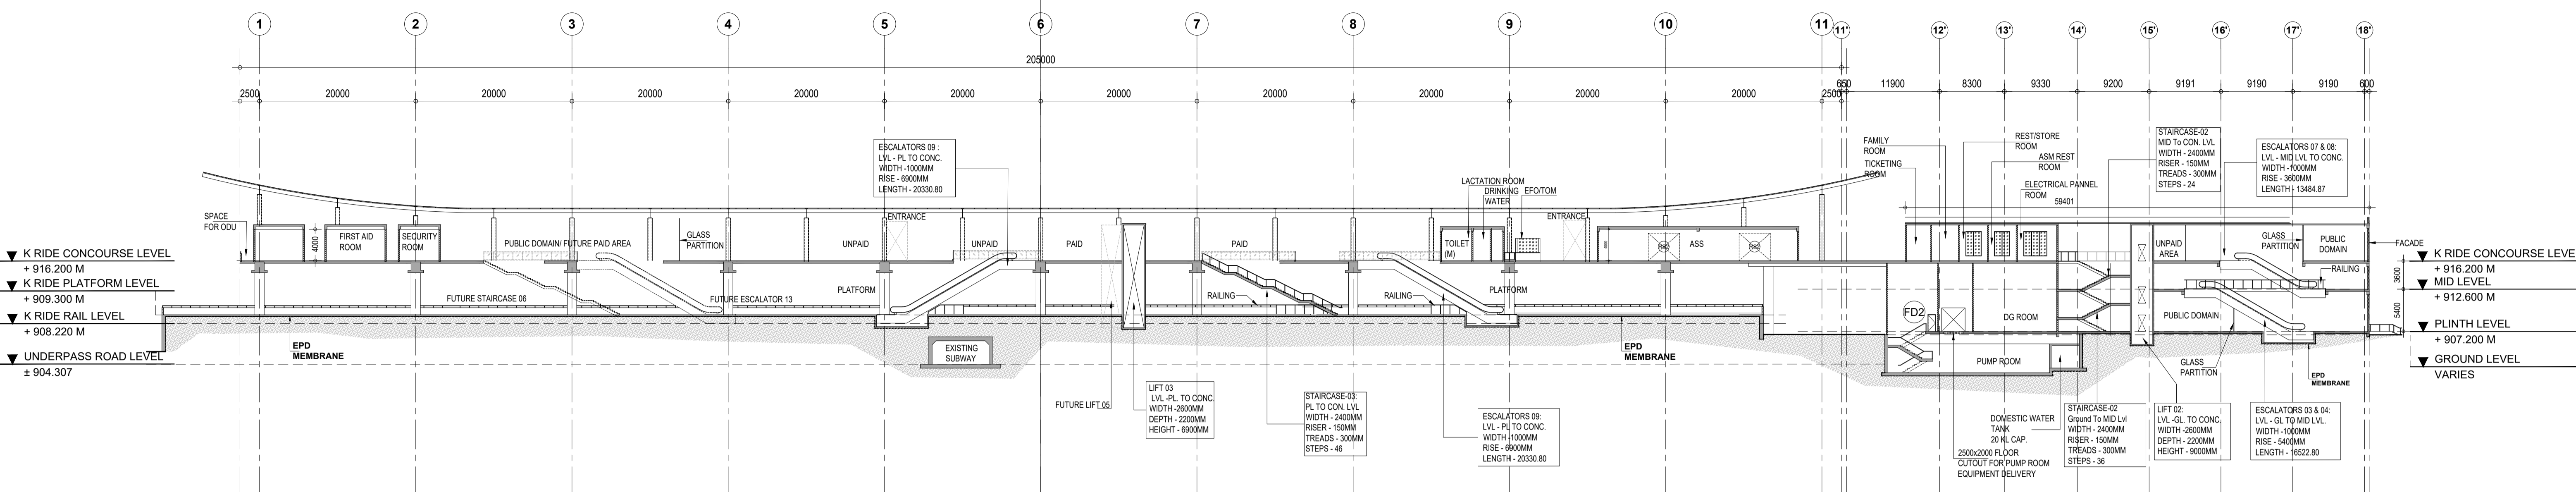 1
2
3
4
5
6
7
8
9
10
11
11'
12'
13'
14'
15'
16'
17'
18'
205000
2500
20000
20000
20000
20000
20000
20000
20000
20000
20000
20000
2500
650
11900
8300
9330
9200
9191
9190
9190
600
ESCALATORS 09 :
LVL - PL TO CONC.
WIDTH -1000MM
RISE - 6900MM
LENGTH - 20330.80
FAMILY
ROOM
TICKETING
ROOM
REST/STORE
ROOM
ASM REST
ROOM
ELECTRICAL PANNEL
ROOM
59401
STAIRCASE-02
MID To CON. LVL
WIDTH - 2400MM
RISER - 150MM
TREADS - 300MM
STEPS - 24
ESCALATORS 07 & 08:
LVL - MID LVL TO CONC.
WIDTH -1000MM
RISE - 3600MM
LENGTH - 13484.87
LACTATION ROOM
DRINKING
WATER
EFO/TOM
SPACE
FOR ODU
4000
FIRST AID
ROOM
SECURITY
ROOM
PUBLIC DOMAIN/ FUTURE PAID AREA
GLASS
PARTITION
UNPAID
ENTRANCE
UNPAID
PAID
PAID
TOILET
(M)
ENTRANCE
ASS
UNPAID
AREA
GLASS
PARTITION
PUBLIC
DOMAIN
FACADE
RAILING
K RIDE CONCOURSE LEVEL
+ 916.200 M
K RIDE PLATFORM LEVEL
+ 909.300 M
K RIDE RAIL LEVEL
+ 908.220 M
UNDERPASS ROAD LEVEL
± 904.307
K RIDE CONCOURSE LEVE
+ 916.200 M
MID LEVEL
+ 912.600 M
PLINTH LEVEL
+ 907.200 M
GROUND LEVEL
VARIES
3600
5400
FUTURE STAIRCASE 06
FUTURE ESCALATOR 13
PLATFORM
RAILING
RAILING
PLATFORM
FD2
DG ROOM
PUBLIC DOMAIN
EPD
MEMBRANE
EXISTING
SUBWAY
EPD
MEMBRANE
PUMP ROOM
GLASS
PARTITION
EPD
MEMBRANE
FUTURE LIFT 05
LIFT 03
LVL -PL. TO CONC.
WIDTH -2600MM
DEPTH - 2200MM
HEIGHT - 6900MM
STAIRCASE-03:
PL TO CON. LVL
WIDTH - 2400MM
RISER - 150MM
TREADS - 300MM
STEPS - 46
ESCALATORS 09:
LVL - PL TO CONC.
WIDTH -1000MM
RISE - 6900MM
LENGTH - 20330.80
DOMESTIC WATER
TANK
20 KL CAP.
2500x2000 FLOOR
CUTOUT FOR PUMP ROOM
EQUIPMENT DELIVERY
STAIRCASE-02
Ground To MID Lvl
WIDTH - 2400MM
RISER - 150MM
TREADS - 300MM
STEPS - 36
LIFT 02:
LVL -GL. TO CONC.
WIDTH -2600MM
DEPTH - 2200MM
HEIGHT - 9000MM
ESCALATORS 03 & 04:
LVL - GL TO MID LVL.
WIDTH -1000MM
RISE - 5400MM
LENGTH - 16522.80